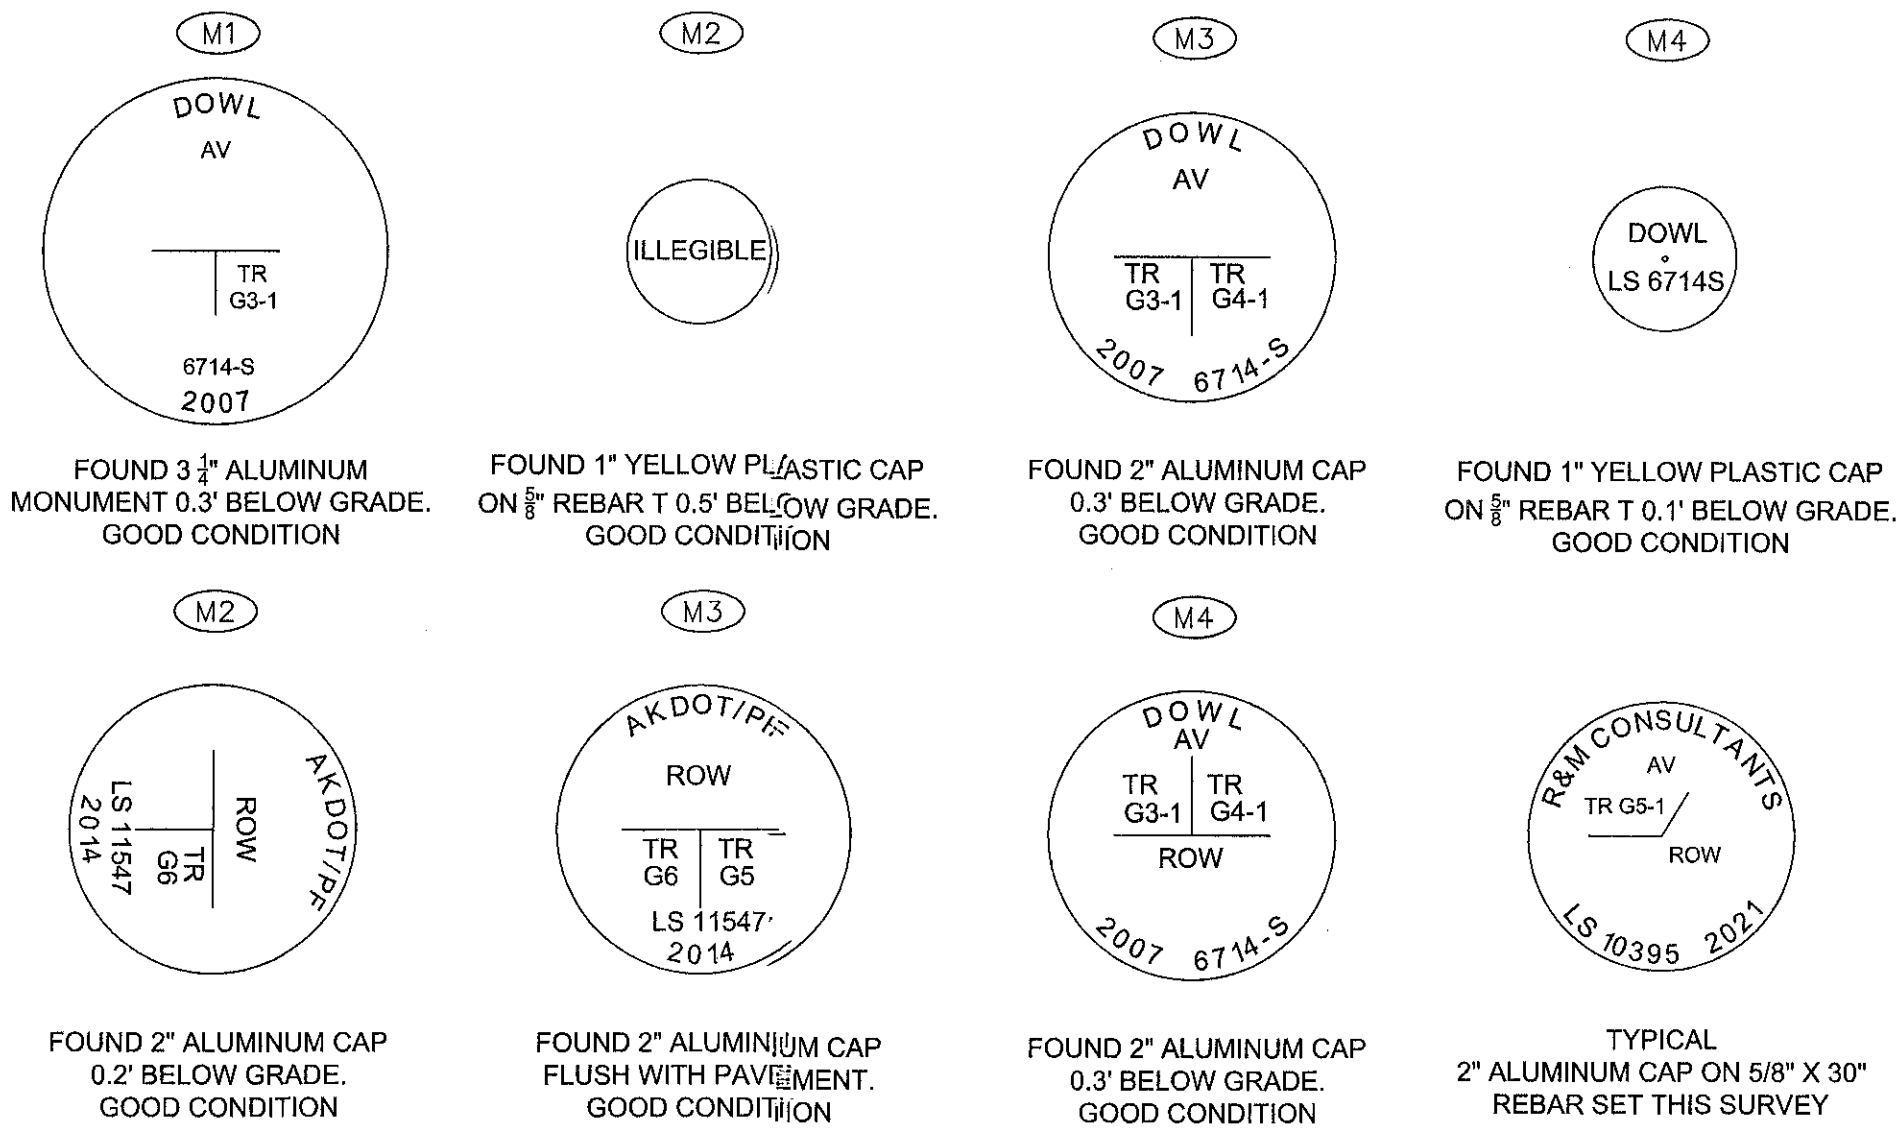 M1
DOWL
AV
TR
G3-1
6714-S
2007
FOUND 3 1/4" ALUMINUM
MONUMENT 0.3' BELOW GRADE.
GOOD CONDITION
M2
ILLEGIBLE
FOUND 1" YELLOW PLASTIC CAP
ON 5/8" REBAR T 0.5' BELOW GRADE.
GOOD CONDITION
M3
DOWL
AV
TR TR
G3-1 G4-1
2007 6714-S
FOUND 2" ALUMINUM CAP
0.3' BELOW GRADE.
GOOD CONDITION
M4
DOWL
LS 6714S
FOUND 1" YELLOW PLASTIC CAP
ON 5/8" REBAR T 0.1' BELOW GRADE.
GOOD CONDITION
M2
AKDOT/PF
ROW
TR
G6
LS 11547
2014
FOUND 2" ALUMINUM CAP
0.2' BELOW GRADE.
GOOD CONDITION
M3
AKDOT/PF
ROW
TR TR
G6 G5
LS 11547
2014
FOUND 2" ALUMINUM CAP
FLUSH WITH PAVEMENT.
GOOD CONDITION
M4
DOWL
AV
TR TR
G3-1 G4-1
ROW
2007 6714-S
FOUND 2" ALUMINUM CAP
0.3' BELOW GRADE.
GOOD CONDITION
R&M CONSULTANTS
AV
TR G5-1
ROW
LS 10395 2021
TYPICAL
2" ALUMINUM CAP ON 5/8" X 30"
REBAR SET THIS SURVEY